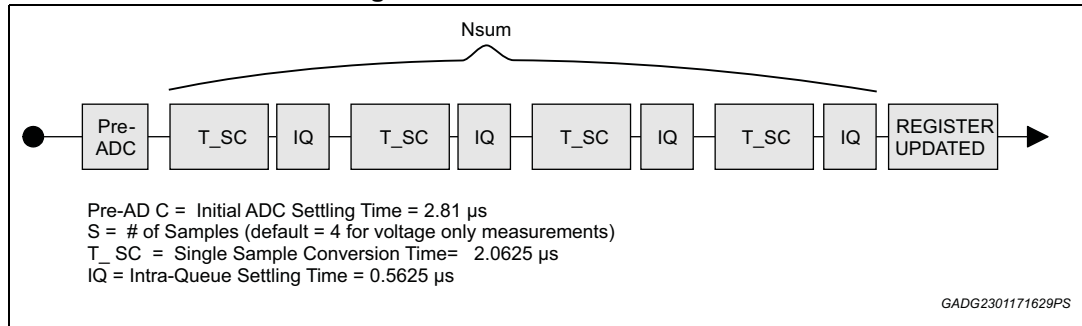 Nsum
Pre-
ADC
T_SC
IQ
T_SC
IQ
T_SC
IQ
T_SC
IQ
REGISTER
UPDATED
Pre-AD C = Initial ADC Settling Time = 2.81 µs
S = # of Samples (default = 4 for voltage only measurements)
T_ SC = Single Sample Conversion Time= 2.0625 µs
IQ = Intra-Queue Settling Time = 0.5625 µs
GADG2301171629PS